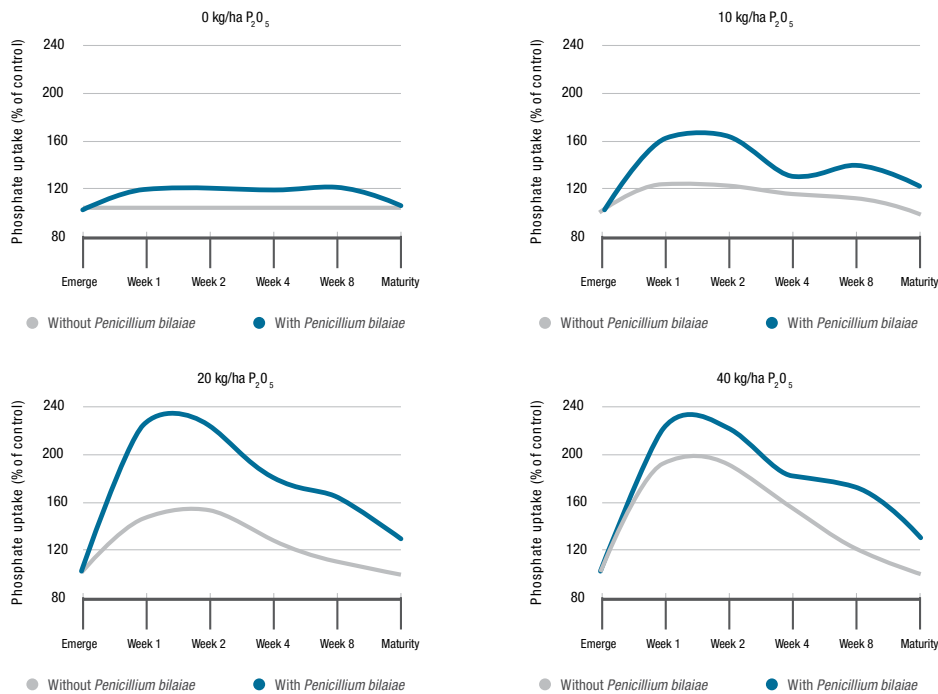 0 kg/ha P₂0₅
Phosphate uptake (% of control)
240
200
160
120
80
Emerge Week 1 Week 2 Week 4 Week 8 Maturity
Without Penicillium bilaiae With Penicillium bilaiae
10 kg/ha P₂0₅
Phosphate uptake (% of control)
240
200
160
120
80
Emerge Week 1 Week 2 Week 4 Week 8 Maturity
Without Penicillium bilaiae With Penicillium bilaiae
20 kg/ha P₂0₅
Phosphate uptake (% of control)
240
200
160
120
80
Emerge Week 1 Week 2 Week 4 Week 8 Maturity
Without Penicillium bilaiae With Penicillium bilaiae
40 kg/ha P₂0₅
Phosphate uptake (% of control)
240
200
160
120
80
Emerge Week 1 Week 2 Week 4 Week 8 Maturity
Without Penicillium bilaiae With Penicillium bilaiae